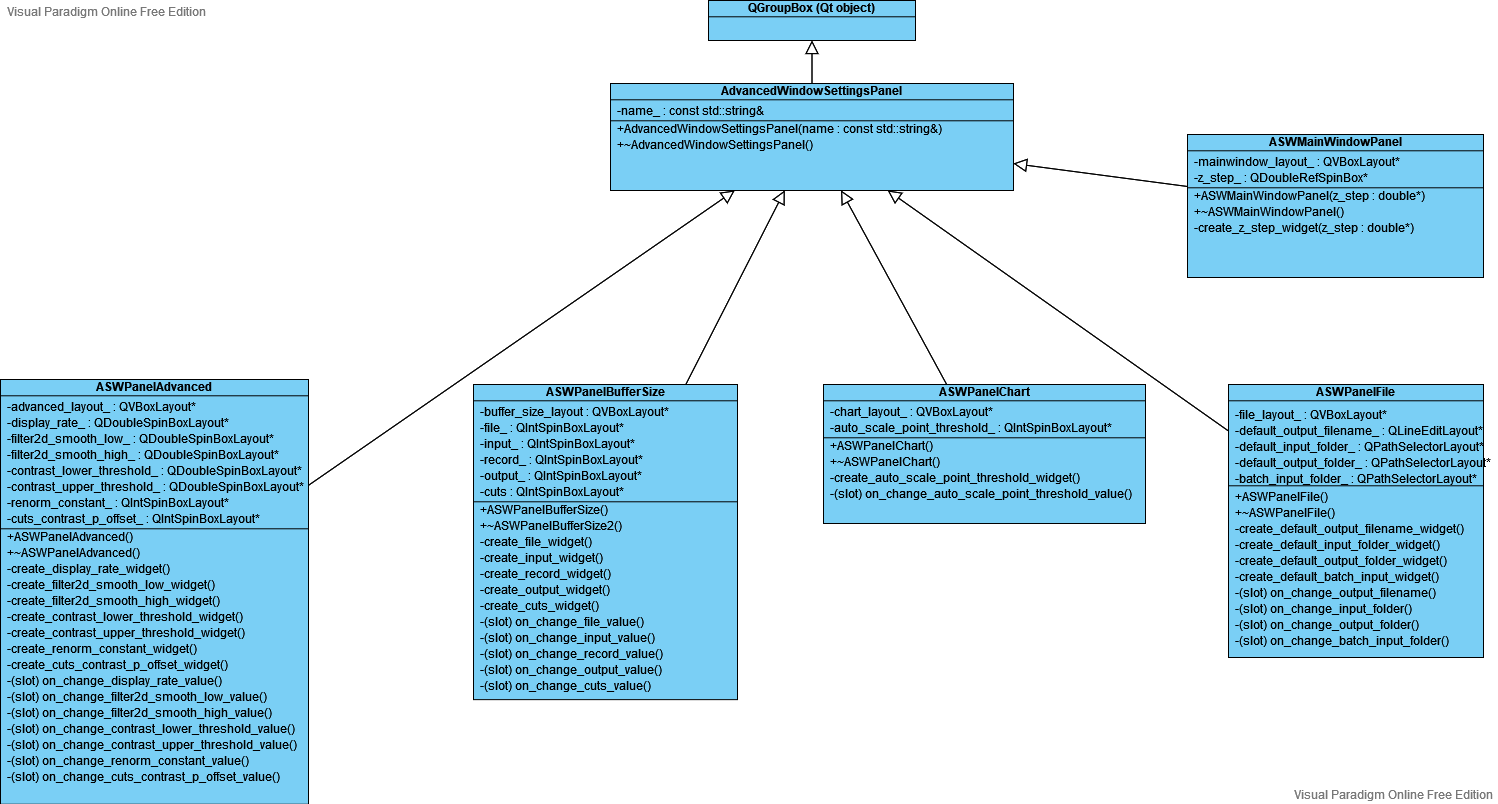 Visual Paradigm Online Free Edition
QGroupBox (Qt object)
AdvancedWindowSettingsPanel
-name_ : const std::string&
+AdvancedWindowSettingsPanel(name : const std::string&)
+~AdvancedWindowSettingsPanel()
ASWMainWindowPanel
-mainwindow_layout_ : QVBoxLayout*
-z_step_ : QDoubleRefSpinBox*
+ASWMainWindowPanel(z_step : double*)
+~ASWMainWindowPanel()
-create_z_step_widget(z_step : double*)
ASWPanelAdvanced
-advanced_layout_ : QVBoxLayout*
-display_rate_ : QDoubleSpinBoxLayout*
-filter2d_smooth_low_ : QDoubleSpinBoxLayout*
-filter2d_smooth_high_ : QDoubleSpinBoxLayout*
-contrast_lower_threshold_ : QDoubleSpinBoxLayout*
-contrast_upper_threshold_ : QDoubleSpinBoxLayout*
-renorm_constant_ : QIntSpinBoxLayout*
-cuts_contrast_p_offset_ : QIntSpinBoxLayout*
+ASWPanelAdvanced()
+~ASWPanelAdvanced()
-create_display_rate_widget()
-create_filter2d_smooth_low_widget()
-create_filter2d_smooth_high_widget()
-create_contrast_lower_threshold_widget()
-create_contrast_upper_threshold_widget()
-create_renorm_constant_widget()
-create_cuts_contrast_p_offset_widget()
-(slot) on_change_display_rate_value()
-(slot) on_change_filter2d_smooth_low_value()
-(slot) on_change_filter2d_smooth_high_value()
-(slot) on_change_contrast_lower_threshold_value()
-(slot) on_change_contrast_upper_threshold_value()
-(slot) on_change_renorm_constant_value()
-(slot) on_change_cuts_contrast_p_offset_value()
ASWPanelBufferSize
-buffer_size_layout : QVBoxLayout*
-file_ : QIntSpinBoxLayout*
-input_ : QIntSpinBoxLayout*
-record_ : QIntSpinBoxLayout*
-output_ : QIntSpinBoxLayout*
-cuts : QIntSpinBoxLayout*
+ASWPanelBufferSize()
+~ASWPanelBufferSize2()
-create_file_widget()
-create_input_widget()
-create_record_widget()
-create_output_widget()
-create_cuts_widget()
-(slot) on_change_file_value()
-(slot) on_change_input_value()
-(slot) on_change_record_value()
-(slot) on_change_output_value()
-(slot) on_change_cuts_value()
ASWPanelChart
-chart_layout_ : QVBoxLayout*
-auto_scale_point_threshold_ : QIntSpinBoxLayout*
+ASWPanelChart()
+~ASWPanelChart()
-create_auto_scale_point_threshold_widget()
-(slot) on_change_auto_scale_point_threshold_value()
ASWPanelFile
-file_layout_ : QVBoxLayout*
-default_output_filename_ : QLineEditLayout*
-default_input_folder_ : QPathSelectorLayout*
-default_output_folder_ : QPathSelectorLayout*
-batch_input_folder_ : QPathSelectorLayout*
+ASWPanelFile()
+~ASWPanelFile()
-create_default_output_filename_widget()
-create_default_input_folder_widget()
-create_default_output_folder_widget()
-create_default_batch_input_widget()
-(slot) on_change_output_filename()
-(slot) on_change_input_folder()
-(slot) on_change_output_folder()
-(slot) on_change_batch_input_folder()
Visual Paradigm Online Free Edition